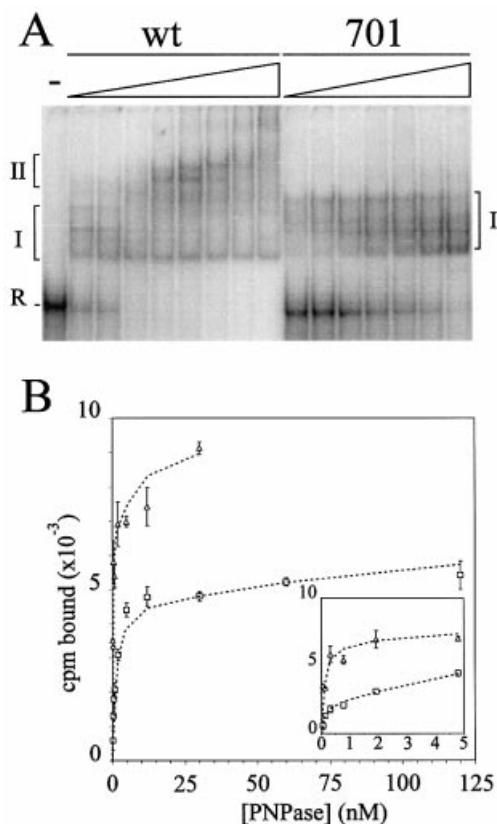 A
wt 701
-
II
I I
R -
B
10
5
0
cpm bound (x10⁻³)
10
5
0
0 1 2 3 4 5
0 25 50 75 100 125
[PNPase] (nM)